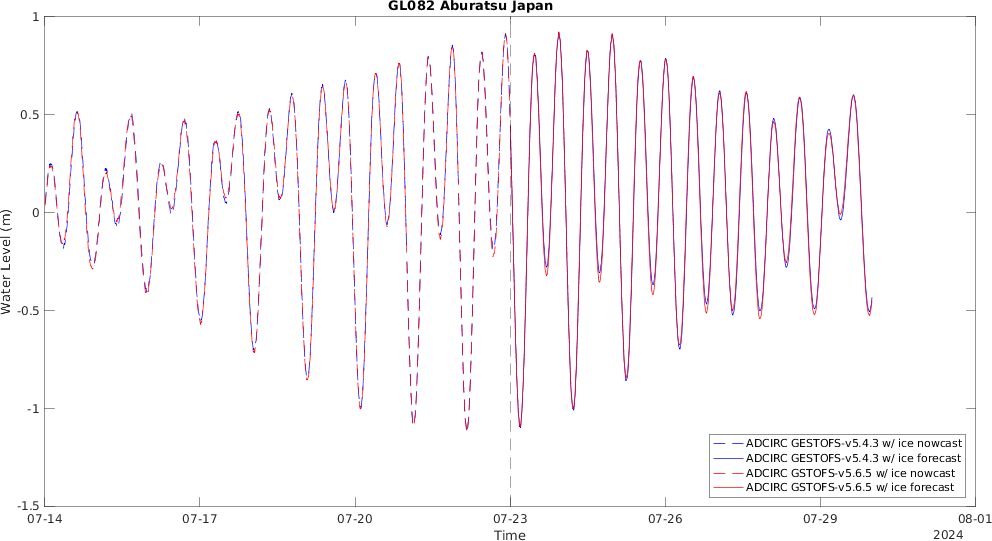 GL082 Aburatsu Japan
1
0.5
0
-0.5
-1
-1.5
Water Level (m)
ADCIRC GESTOFS-v5.4.3 w/ ice nowcast
ADCIRC GESTOFS-v5.4.3 w/ ice forecast
ADCIRC GSTOFS-v5.6.5 w/ ice nowcast
ADCIRC GSTOFS-v5.6.5 w/ ice forecast
07-14 07-17 07-20 07-23 07-26 07-29 08-01
Time
2024